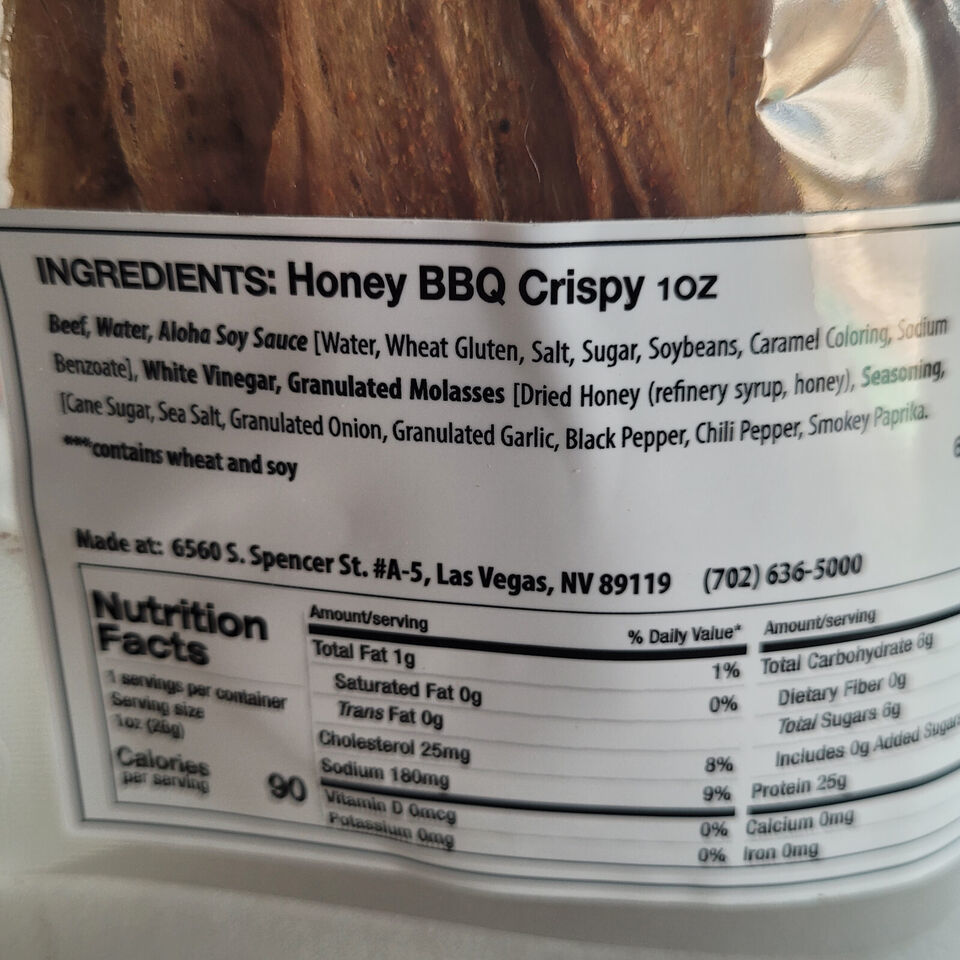 INGREDIENTS: Honey BBQ Crispy 1OZ
Beef, Water, Aloha Soy Sauce [Water, Wheat Gluten, Salt, Sugar, Soybeans, Caramel Coloring, Sodium
Benzoate], White Vinegar, Granulated Molasses [Dried Honey (refinery syrup, honey), Seasoning,
[Cane Sugar, Sea Salt, Granulated Onion, Granulated Garlic, Black Pepper, Chili Pepper, Smokey Paprika.
***contains wheat and soy
Made at: 6560 S. Spencer St. #A-5, Las Vegas, NV 89119 (702) 636-5000
Nutrition
Facts
1 servings per container
Serving size
1oz (26g)
Calories
per serving
90
Amount/serving % Daily Value*
Total Fat 1g 1%
Saturated Fat 0g 0%
Trans Fat 0g
Cholesterol 25mg 8%
Sodium 180mg 9%
Vitamin D 0mcg 0%
Potassium 0mg 0%
Amount/serving
Total Carbohydrate 6g
Dietary Fiber 0g
Total Sugars 6g
Includes 0g Added Sugars
Protein 25g
Calcium 0mg
Iron 0mg